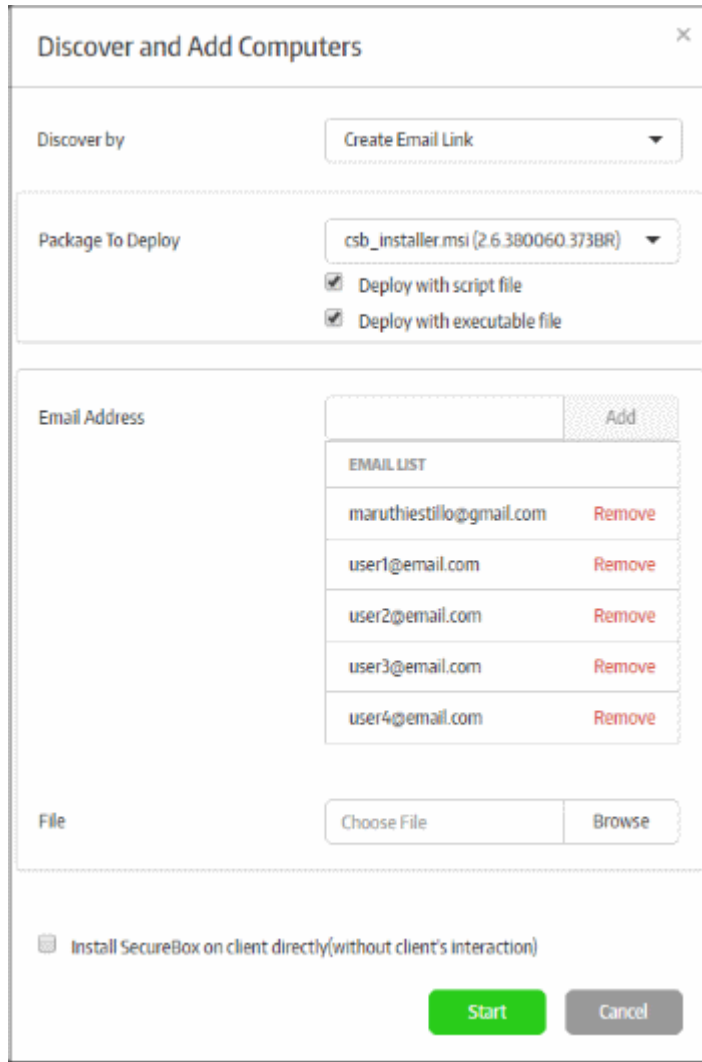 Discover and Add Computers
×
Discover by
Create Email Link
Package To Deploy
csb_installer.msi (2.6.380060.373BR)
Deploy with script file
Deploy with executable file
Email Address
Add
EMAIL LIST
maruthiestillo@gmail.com Remove
user1@email.com Remove
user2@email.com Remove
user3@email.com Remove
user4@email.com Remove
File
Choose File
Browse
Install SecureBox on client directly(without client's interaction)
Start
Cancel